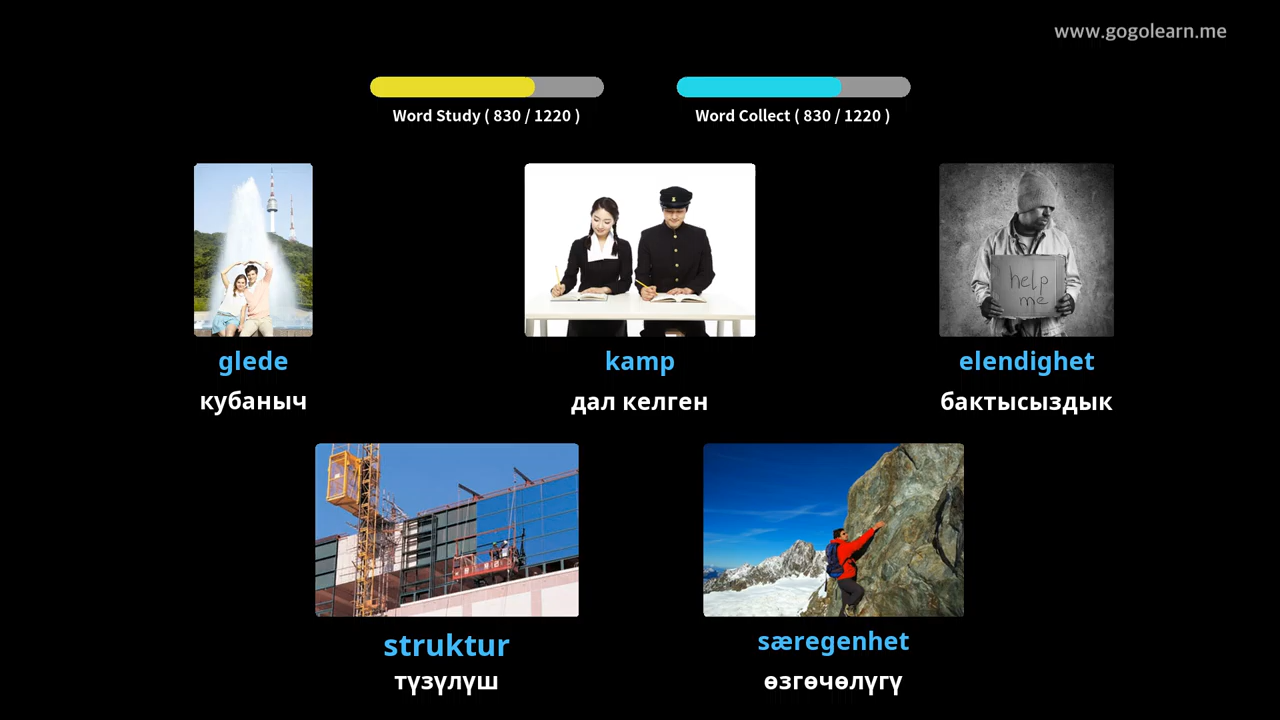 www.gogolearn.me
Word Study ( 830 / 1220 )
Word Collect ( 830 / 1220 )
help
me
glede
kamp
elendighet
кубаныч
дал келген
бактысыздык
struktur
særegenhet
түзүлүш
өзгөчөлүгү